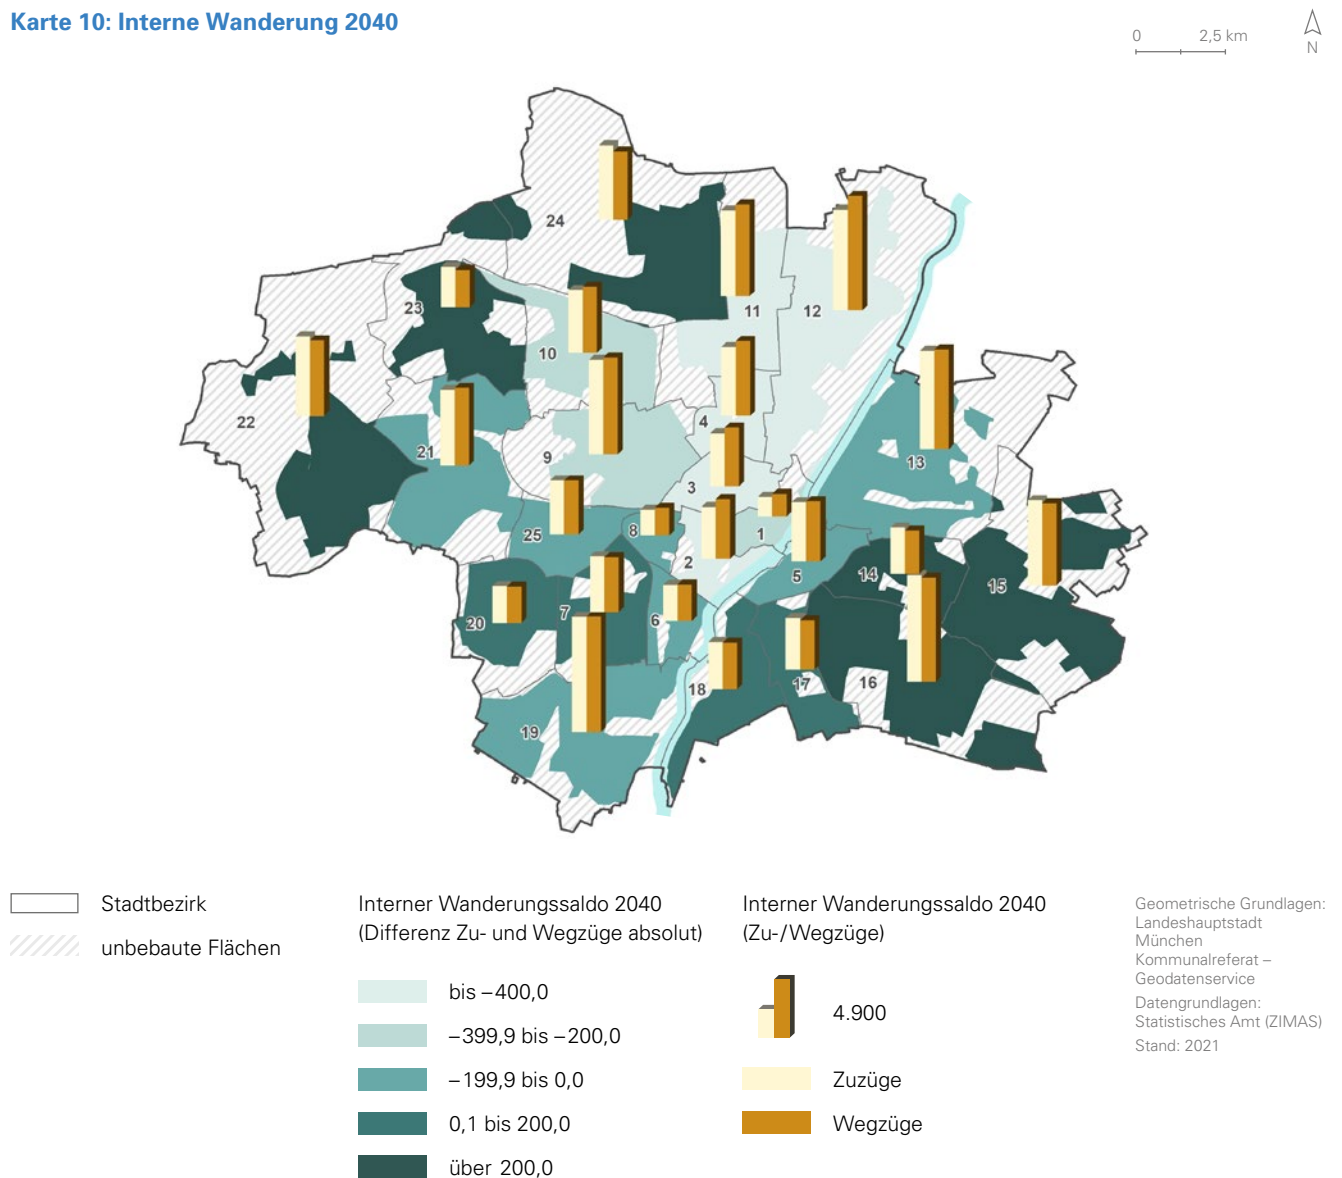 Karte 10: Interne Wanderung 2040
0 2,5 km
N
24
23
11
12
10
22
4
21
9
13
3
25
8
1
2
14
5
15
20
7
6
18
17
16
19
Stadtbezirk
unbebaute Flächen
Interner Wanderungssaldo 2040
(Differenz Zu- und Wegzüge absolut)
bis –400,0
–399,9 bis –200,0
–199,9 bis 0,0
0,1 bis 200,0
über 200,0
Interner Wanderungssaldo 2040
(Zu-/Wegzüge)
4.900
Zuzüge
Wegzüge
Geometrische Grundlagen:
Landeshauptstadt
München
Kommunalreferat –
Geodatenservice
Datengrundlagen:
Statistisches Amt (ZIMAS)
Stand: 2021